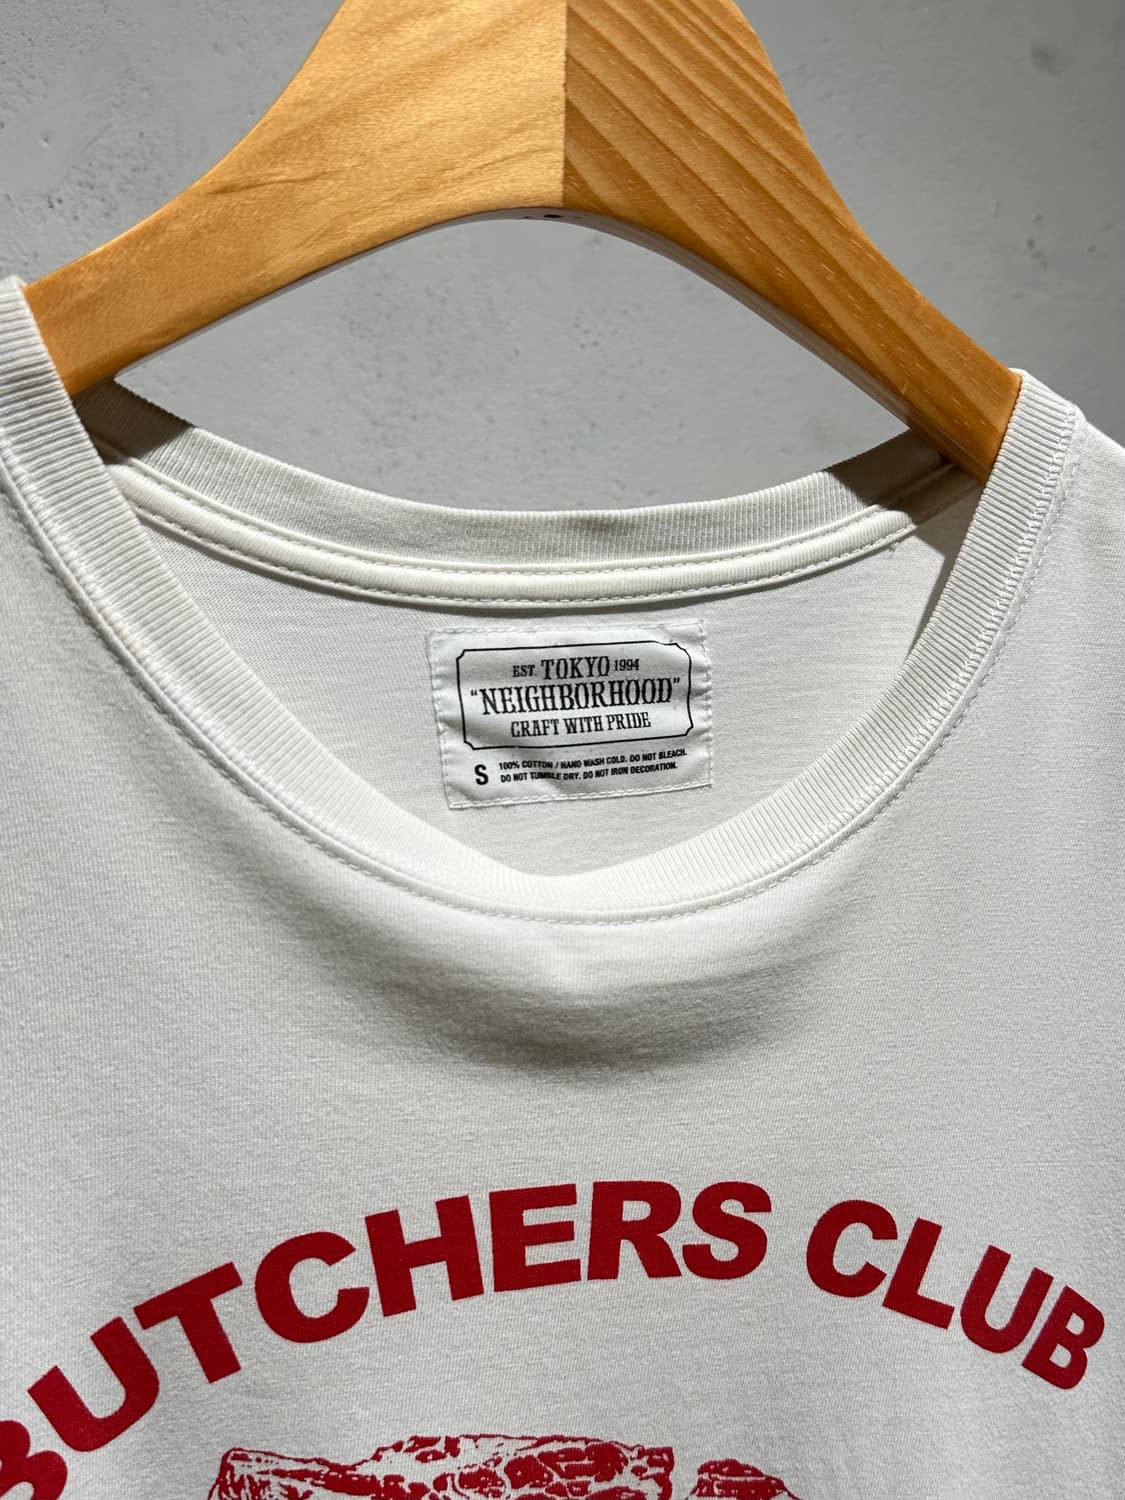 EST. TOKYO 1994
"NEIGHBORHOOD"
CRAFT WITH PRIDE
S 100% COTTON / HAND WASH COLD. DO NOT BLEACH.
DO NOT TUMBLE DRY. DO NOT IRON DECORATION.
BUTCHERS CLUB